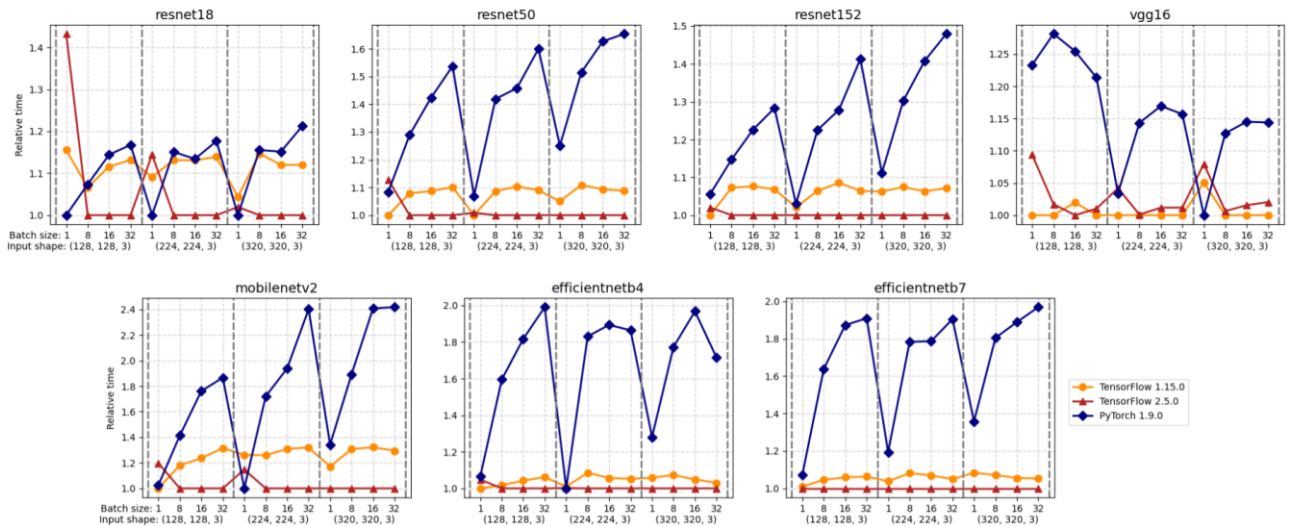 resnet18
resnet50
resnet152
vgg16
Relative time
1.4
1.3
1.2
1.1
1.0
1.6
1.5
1.4
1.3
1.2
1.1
1.0
1.5
1.4
1.3
1.2
1.1
1.0
1.25
1.20
1.15
1.10
1.05
1.00
Batch size: 1 8 16 32 1 8 16 32 1 8 16 32
Input shape: (128, 128, 3) (224, 224, 3) (320, 320, 3)
1 8 16 32 1 8 16 32 1 8 16 32
(128, 128, 3) (224, 224, 3) (320, 320, 3)
1 8 16 32 1 8 16 32 1 8 16 32
(128, 128, 3) (224, 224, 3) (320, 320, 3)
1 8 16 32 1 8 16 32 1 8 16 32
(128, 128, 3) (224, 224, 3) (320, 320, 3)
mobilenetv2
efficientnetb4
efficientnetb7
Relative time
2.4
2.2
2.0
1.8
1.6
1.4
1.2
1.0
2.0
1.8
1.6
1.4
1.2
1.0
2.0
1.8
1.6
1.4
1.2
1.0
TensorFlow 1.15.0
TensorFlow 2.5.0
PyTorch 1.9.0
Batch size: 1 8 16 32 1 8 16 32 1 8 16 32
Input shape: (128, 128, 3) (224, 224, 3) (320, 320, 3)
1 8 16 32 1 8 16 32 1 8 16 32
(128, 128, 3) (224, 224, 3) (320, 320, 3)
1 8 16 32 1 8 16 32 1 8 16 32
(128, 128, 3) (224, 224, 3) (320, 320, 3)